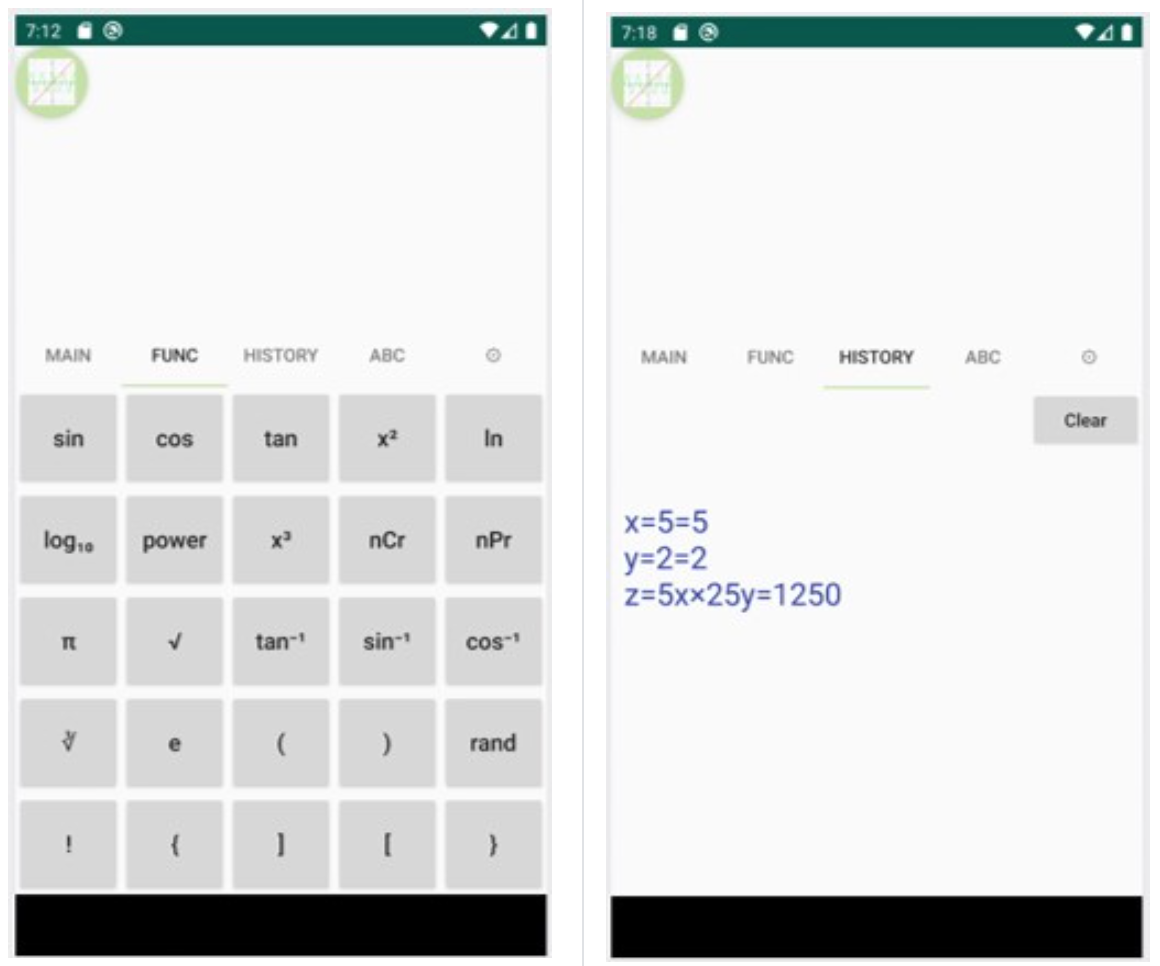 7:12
MAIN FUNC HISTORY ABC
sin cos tan x² ln
log₁₀ power x³ nCr nPr
π √ tan⁻¹ sin⁻¹ cos⁻¹
∛ e ( ) rand
! { ] [ }
7:18
MAIN FUNC HISTORY ABC
Clear
x=5=5
y=2=2
z=5x×25y=1250